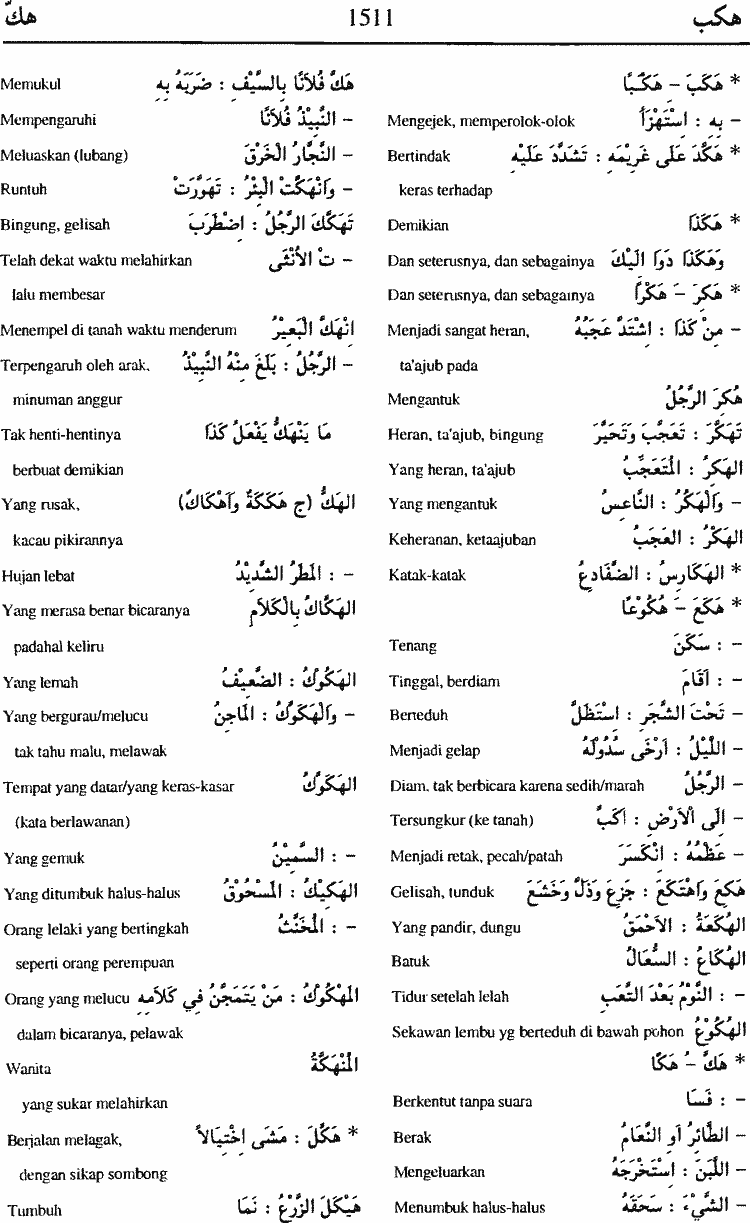 هكب 1511 هكّ
* هَكَبَ - هَكْبًا
Mengejek, memperolok-olok - بِهِ : اسْتَهْزَأَ
Bertindak * هَكَّدَ عَلَى غَرِيْمَه : تَشَدَّدَ عَلَيْهِ
keras terhadap
Demikian * هَكَذَا
Dan seterusnya, dan sebagainya وَهَكَذَا دَوَا الَيْكَ
Dan seterusnya, dan sebagainya * هَكَرَ - هَكْرًا
Menjadi sangat heran, - مِنْ كَذَا : اشْتَدَّ عَجَبُهُ
ta'ajub pada
Mengantuk هُكِرَ الرَّجُلُ
Heran, ta'ajub, bingung تَهَكَّرَ : تَعَجَّبَ وَتَحَيَّرَ
Yang heran, ta'ajub الهَكِرُ : المُتَعَجِّبُ
Yang mengantuk - وَالْهَكُرُ : النَّاعِسُ
Keheranan, ketaajuban الهَكْرُ : العَجَبُ
Katak-katak * الهَكَارِسُ : الضَّفَادِعُ
* هَكَعَ - هُكُوْعًا
Tenang - : سَكَنَ
Tinggal, berdiam - : اَقَامَ
Berteduh - تَحْتَ الشَّجَرِ : اسْتَظَلَّ
Menjadi gelap - اللَّيْلُ : اَرْخَى سُدُوْلَهُ
Diam, tak berbicara karena sedih/marah - الرَّجُلُ
Tersungkur (ke tanah) - اِلَى الْاَرْضِ : اَكَبَّ
Menjadi retak, pecah/patah - عَظْمُهُ : انْكَسَرَ
Gelisah, tunduk هَكِعَ وَاهْتَكَعَ : جَزِعَ وَذَلَّ وَخَشَعَ
Yang pandir, dungu الهُكَعَةُ : الاَحْمَقُ
Batuk الهُكَاعُ : السُّعَالُ
Tidur setelah lelah - : النَّوْمُ بَعْدَ التَّعَبِ
Sekawan lembu yg berteduh di bawah pohon الهُكُوْعُ
* هَكَّ - هَكًّا
Berkentut tanpa suara - : فَسَا
Berak - الطَّائِرُ اَوِ النَّعَامُ
Mengeluarkan - اللَّبَنَ : اسْتَخْرَجَهُ
Menumbuk halus-halus - الشَّيْءَ : سَحَقَهُ
Memukul هَكَّ فُلَانًا بِالسَّيْفِ : ضَرَبَهُ بِهِ
Mempengaruhi - النَّبِيْذُ فُلَانًا
Meluaskan (lubang) - النَّجَّارُ الْخَرْقَ
Runtuh - وَانْهَكَّتْ الْبِئْرُ : تَهَوَّرَتْ
Bingung, gelisah تَهَكَّكَ الرَّجُلُ : اضْطَرَبَ
Telah dekat waktu melahirkan - تْ الاُنْثَى
lalu membesar
Menempel di tanah waktu menderum انْهَكَّ الْبَعِيْرُ
Terpengaruh oleh arak, - الرَّجُلُ : بَلَغَ مِنْهُ النَّبِيْذُ
minuman anggur
Tak henti-hentinya مَا يَنْهَكُّ يَفْعَلُ كَذَا
berbuat demikian
Yang rusak, الهَكُّ (ج هَكَكَةٌ وَاَهْكَاكٌ)
kacau pikirannya
Hujan lebat - : المَطَرُ الشَّدِيْدُ
Yang merasa benar bicaranya الهَكَّاكُ بِالْكَلَامِ
padahal keliru
Yang lemah الهَكُوْكُ : الضَّعِيْفُ
Yang bergurau/melucu - وَالْهَكَوَّكُ : المَاجِنُ
tak tahu malu, melawak
Tempat yang datar/yang keras-kasar الهَكَوَّكُ
(kata berlawanan)
Yang gemuk - : السَّمِيْنُ
Yang ditumbuk halus-halus الهَكِيْكُ : المَسْحُوْقُ
Orang lelaki yang bertingkah - : المُخَنَّثُ
seperti orang perempuan
Orang yang melucu المَهْكُوْكُ : مَنْ يَتَمَجَّنُ فِي كَلاَمِهِ
dalam bicaranya, pelawak
Wanita المُنْهَكَّةُ
yang sukar melahirkan
Berjalan melagak, * هَكَّلَ : مَشَى اخْتِيَالاً
dengan sikap sombong
Tumbuh هَيْكَلَ الزَّرْعُ : نَمَا